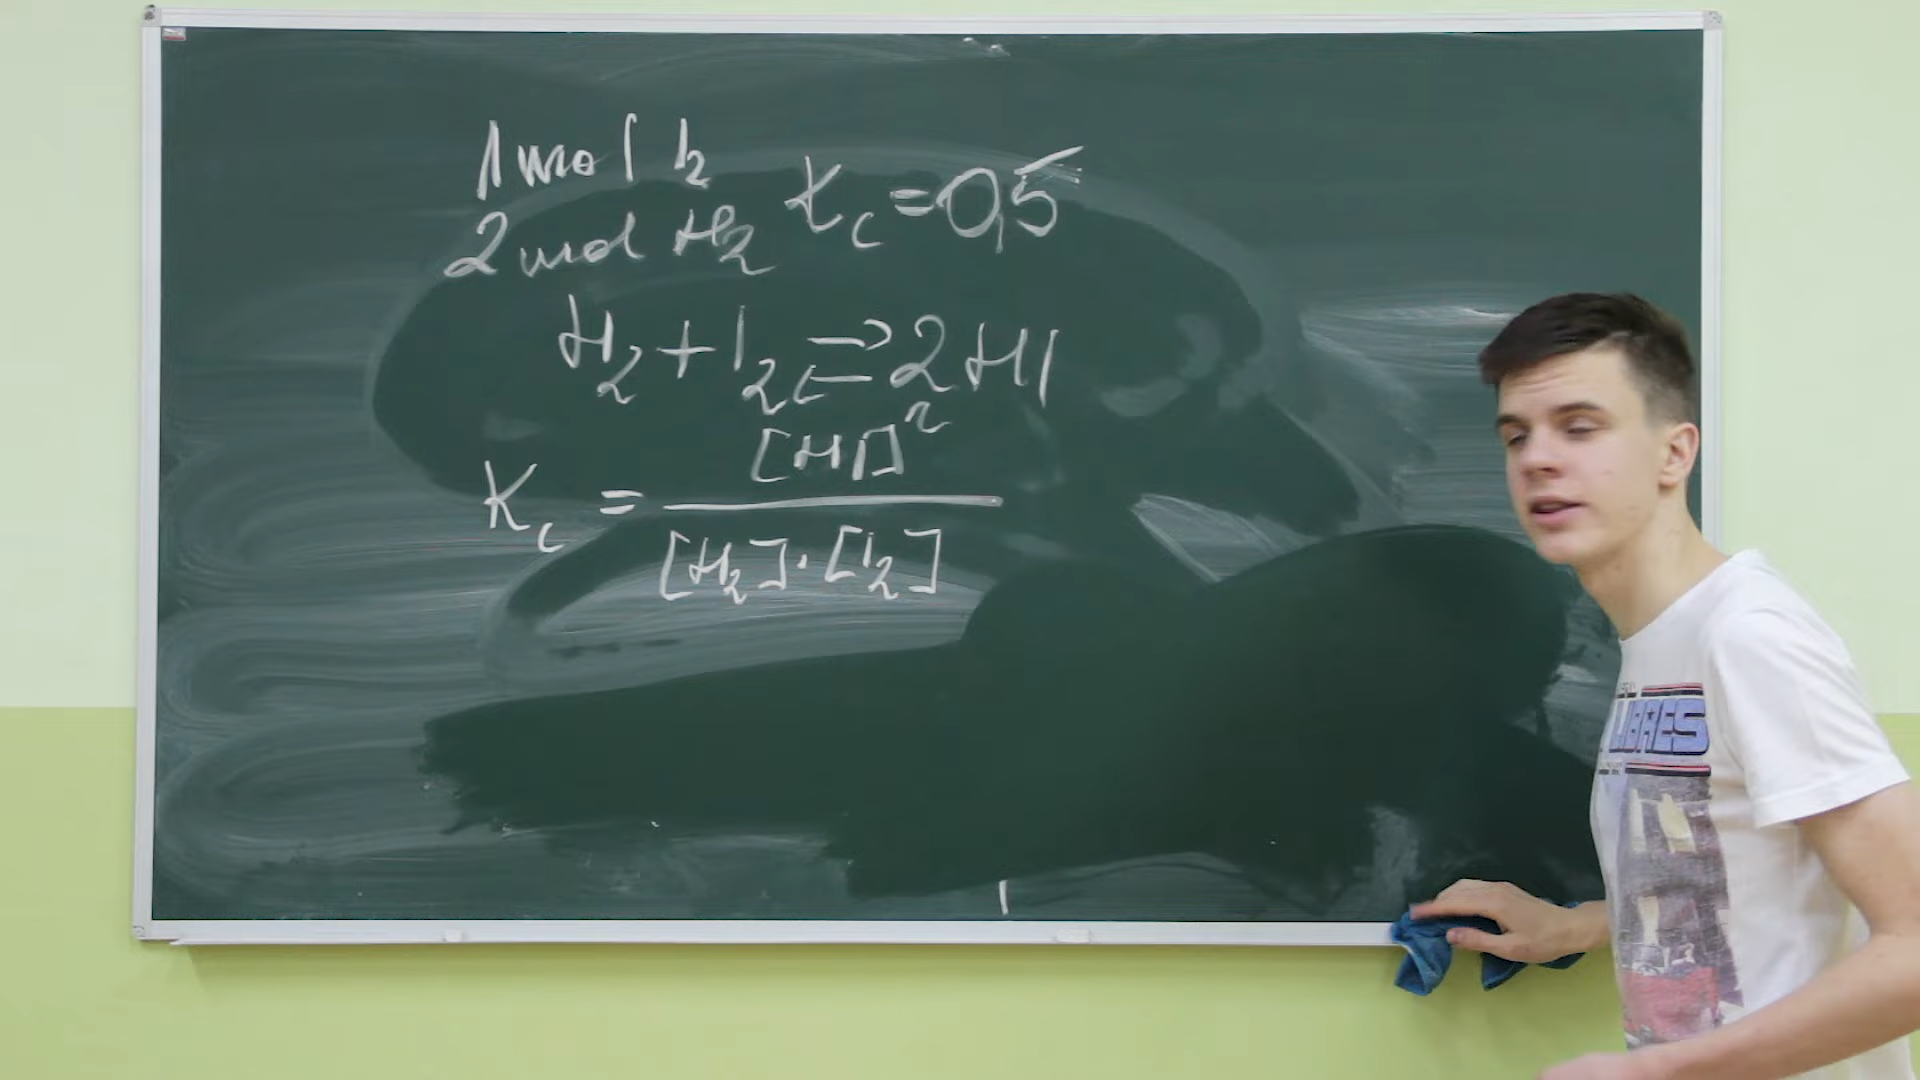 1 mol I₂
2 mol H₂ Kc = 0,5
H₂ + I₂ ⇄ 2HI
Kc = [HI]² / [H₂]·[I₂]